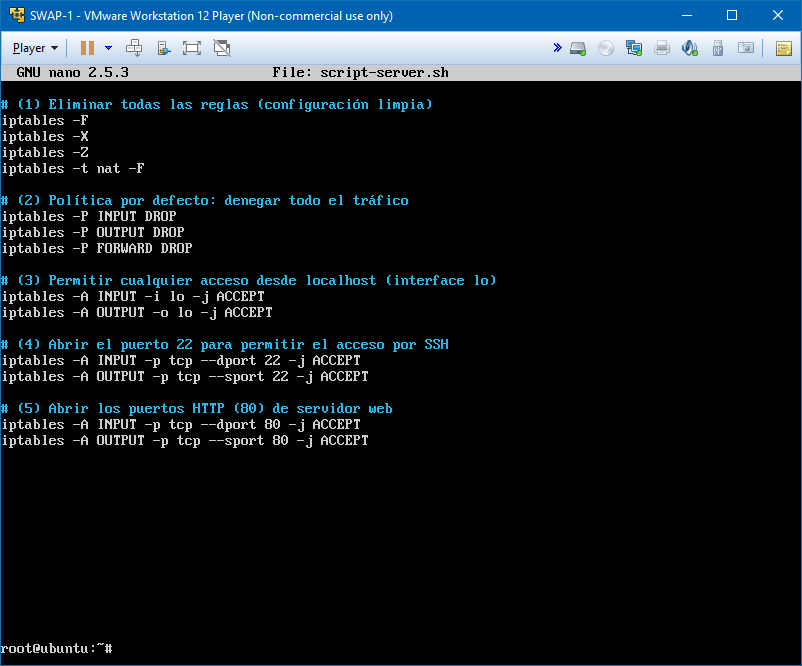 SWAP-1 - VMware Workstation 12 Player (Non-commercial use only)
Player
GNU nano 2.5.3 File: script-server.sh
# (1) Eliminar todas las reglas (configuración limpia)
iptables -F
iptables -X
iptables -Z
iptables -t nat -F
# (2) Política por defecto: denegar todo el tráfico
iptables -P INPUT DROP
iptables -P OUTPUT DROP
iptables -P FORWARD DROP
# (3) Permitir cualquier acceso desde localhost (interface lo)
iptables -A INPUT -i lo -j ACCEPT
iptables -A OUTPUT -o lo -j ACCEPT
# (4) Abrir el puerto 22 para permitir el acceso por SSH
iptables -A INPUT -p tcp --dport 22 -j ACCEPT
iptables -A OUTPUT -p tcp --sport 22 -j ACCEPT
# (5) Abrir los puertos HTTP (80) de servidor web
iptables -A INPUT -p tcp --dport 80 -j ACCEPT
iptables -A OUTPUT -p tcp --sport 80 -j ACCEPT
root@ubuntu:~#